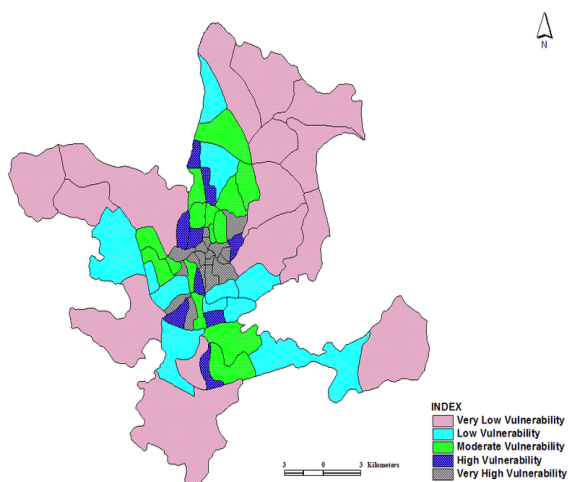 N
INDEX
Very Low Vulnerability
Low Vulnerability
Moderate Vulnerability
High Vulnerability
Very High Vulnerability
3 0 3 Kilometers